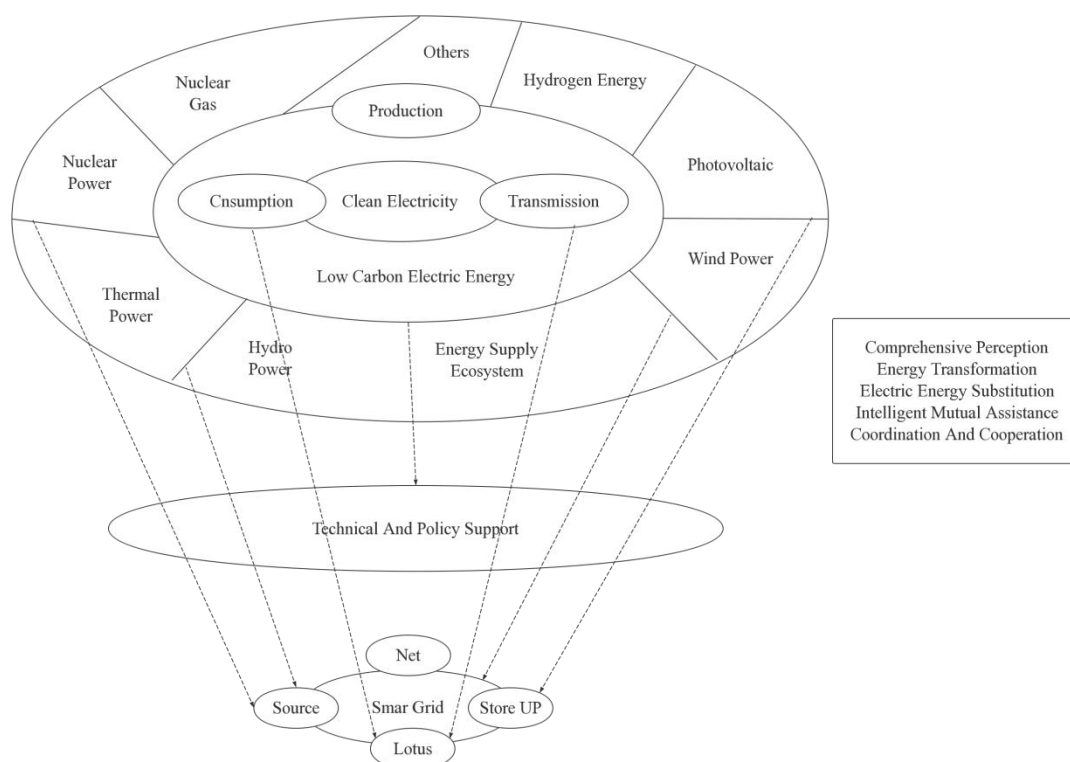 Others
Nuclear
Gas
Hydrogen Energy
Production
Nuclear
Power
Photovoltaic
Cnsumption
Clean Electricity
Transmission
Wind Power
Low Carbon Electric Energy
Thermal
Power
Hydro
Power
Energy Supply
Ecosystem
Comprehensive Perception
Energy Transformation
Electric Energy Substitution
Intelligent Mutual Assistance
Coordination And Cooperation
Technical And Policy Support
Net
Source
Smar Grid
Store UP
Lotus